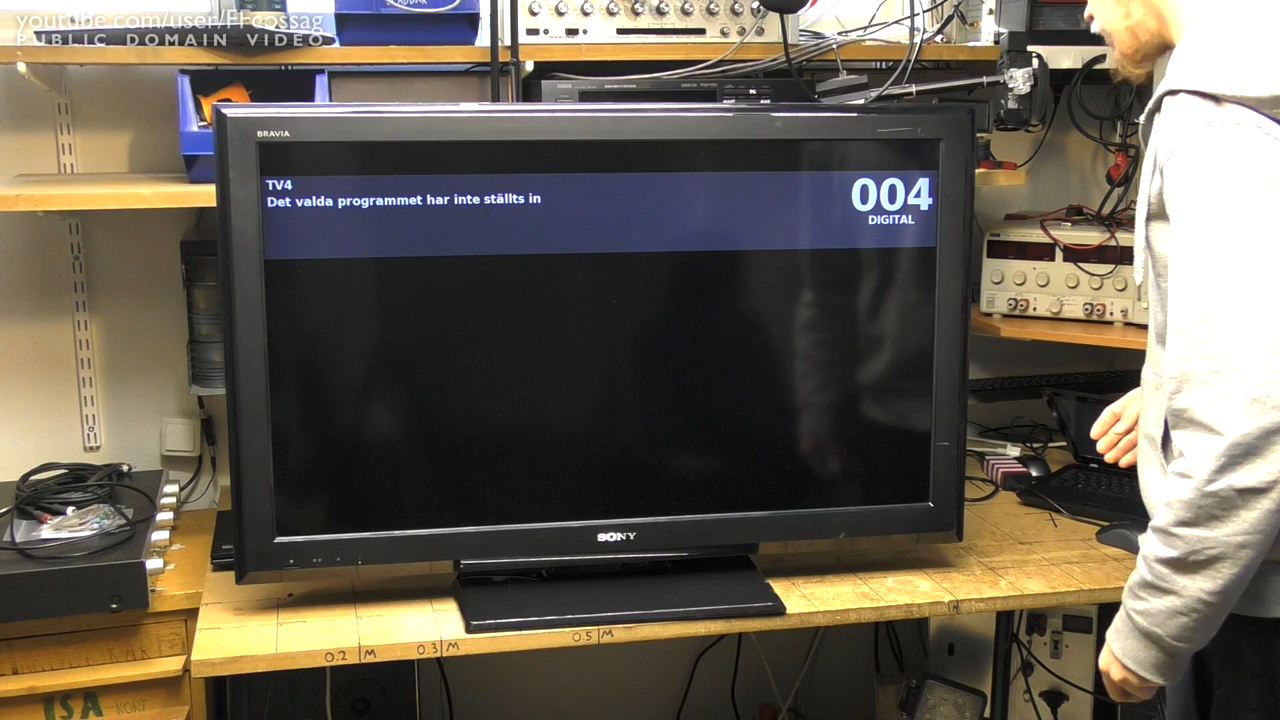 youtube.com/user/FFcossag
PUBLIC DOMAIN VIDEO
BRAVIA
TV4
Det valda programmet har inte ställts in
004
DIGITAL
SONY
0.2 M
0.3 M
0.5 M
ISA-KORT